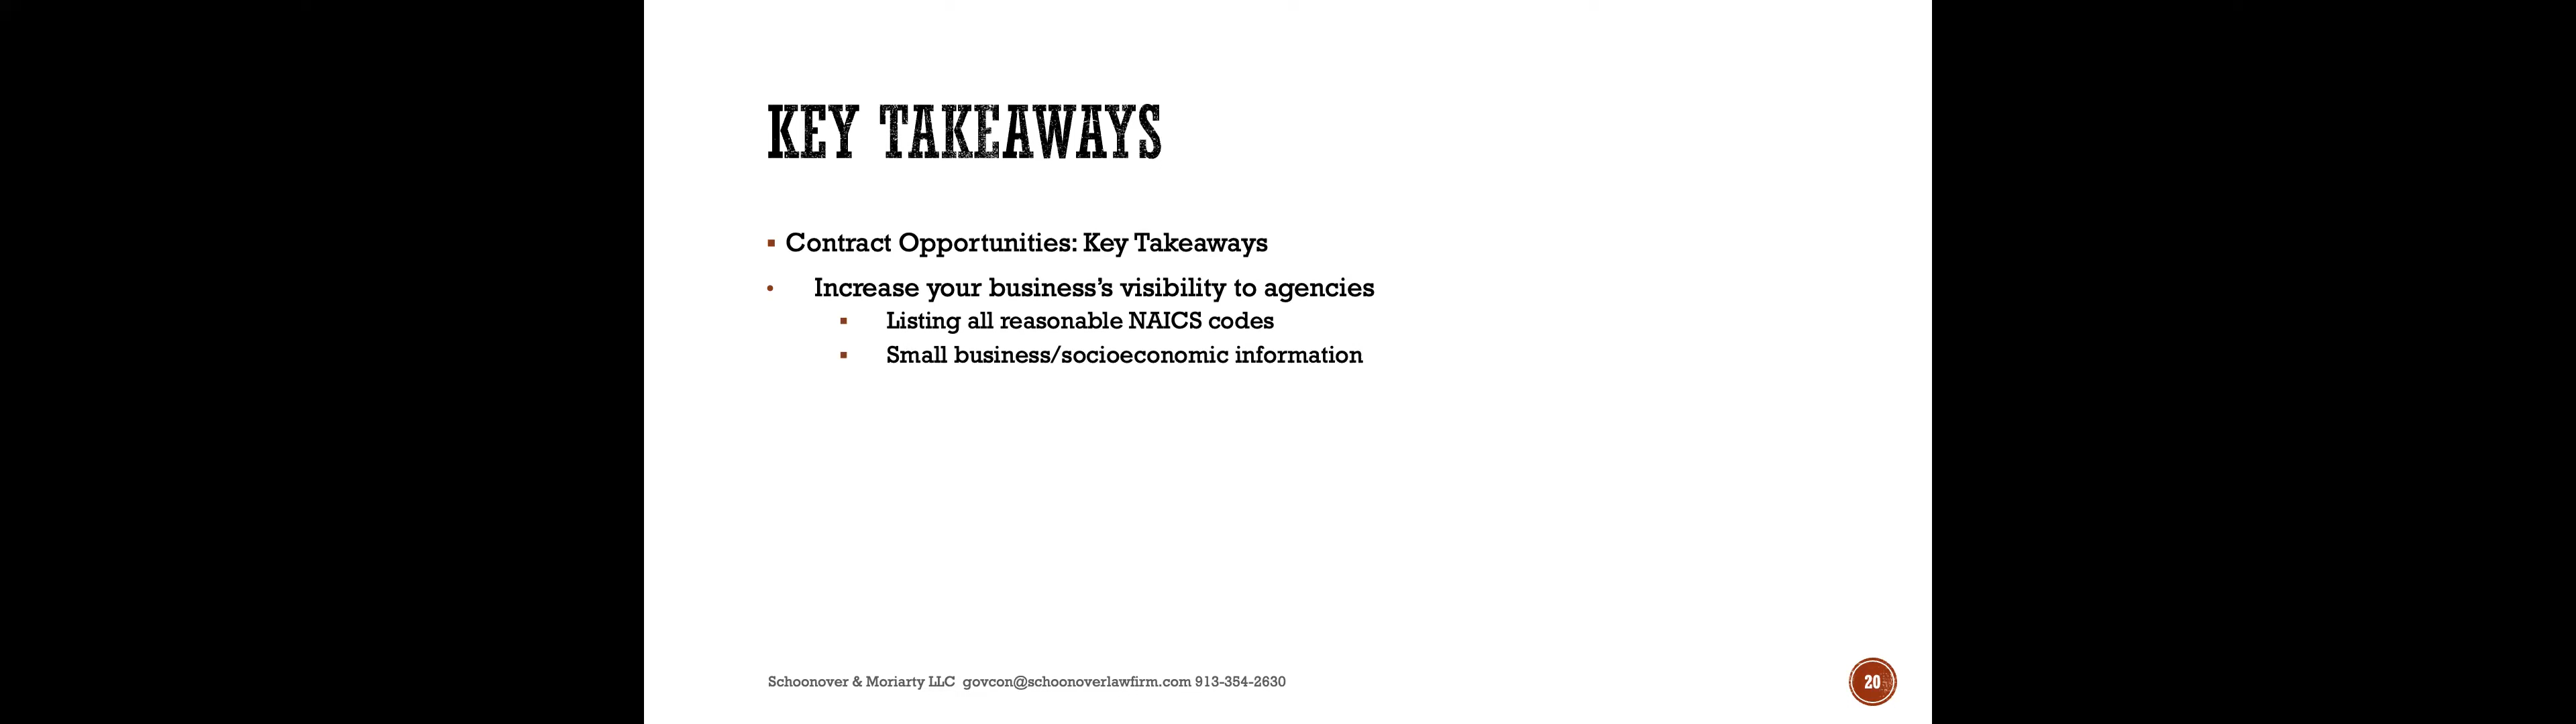 KEY TAKEAWAYS
▪ Contract Opportunities: Key Takeaways
• Increase your business’s visibility to agencies
▪ Listing all reasonable NAICS codes
▪ Small business/socioeconomic information
Schoonover & Moriarty LLC govcon@schoonoverlawfirm.com 913-354-2630
20